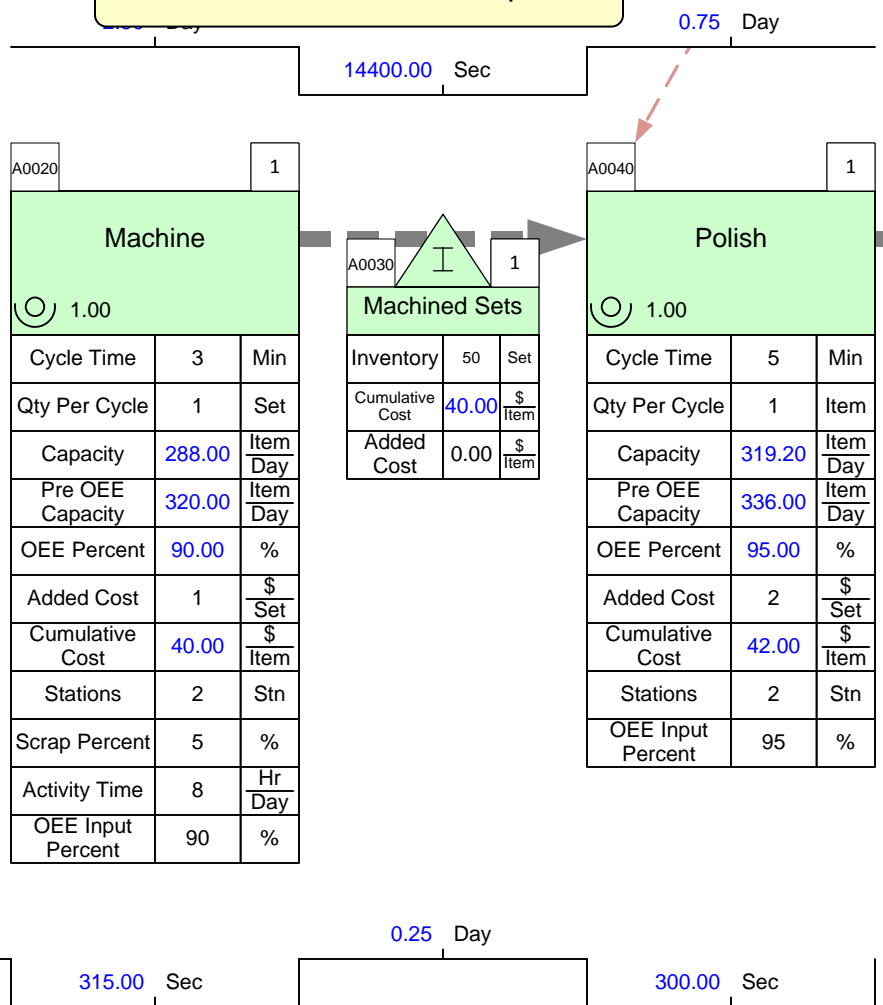 0.75 Day
14400.00 Sec
A0020 1
Machine
1.00
Cycle Time 3 Min
Qty Per Cycle 1 Set
Capacity 288.00 Item
Day
Pre OEE
Capacity 320.00 Item
Day
OEE Percent 90.00 %
Added Cost 1 $
Set
Cumulative
Cost 40.00 $
Item
Stations 2 Stn
Scrap Percent 5 %
Activity Time 8 Hr
Day
OEE Input
Percent 90 %
A0030 I 1
Machined Sets
Inventory 50 Set
Cumulative
Cost 40.00 $
Item
Added
Cost 0.00 $
Item
A0040 1
Polish
1.00
Cycle Time 5 Min
Qty Per Cycle 1 Item
Capacity 319.20 Item
Day
Pre OEE
Capacity 336.00 Item
Day
OEE Percent 95.00 %
Added Cost 2 $
Set
Cumulative
Cost 42.00 $
Item
Stations 2 Stn
OEE Input
Percent 95 %
0.25 Day
315.00 Sec
300.00 Sec